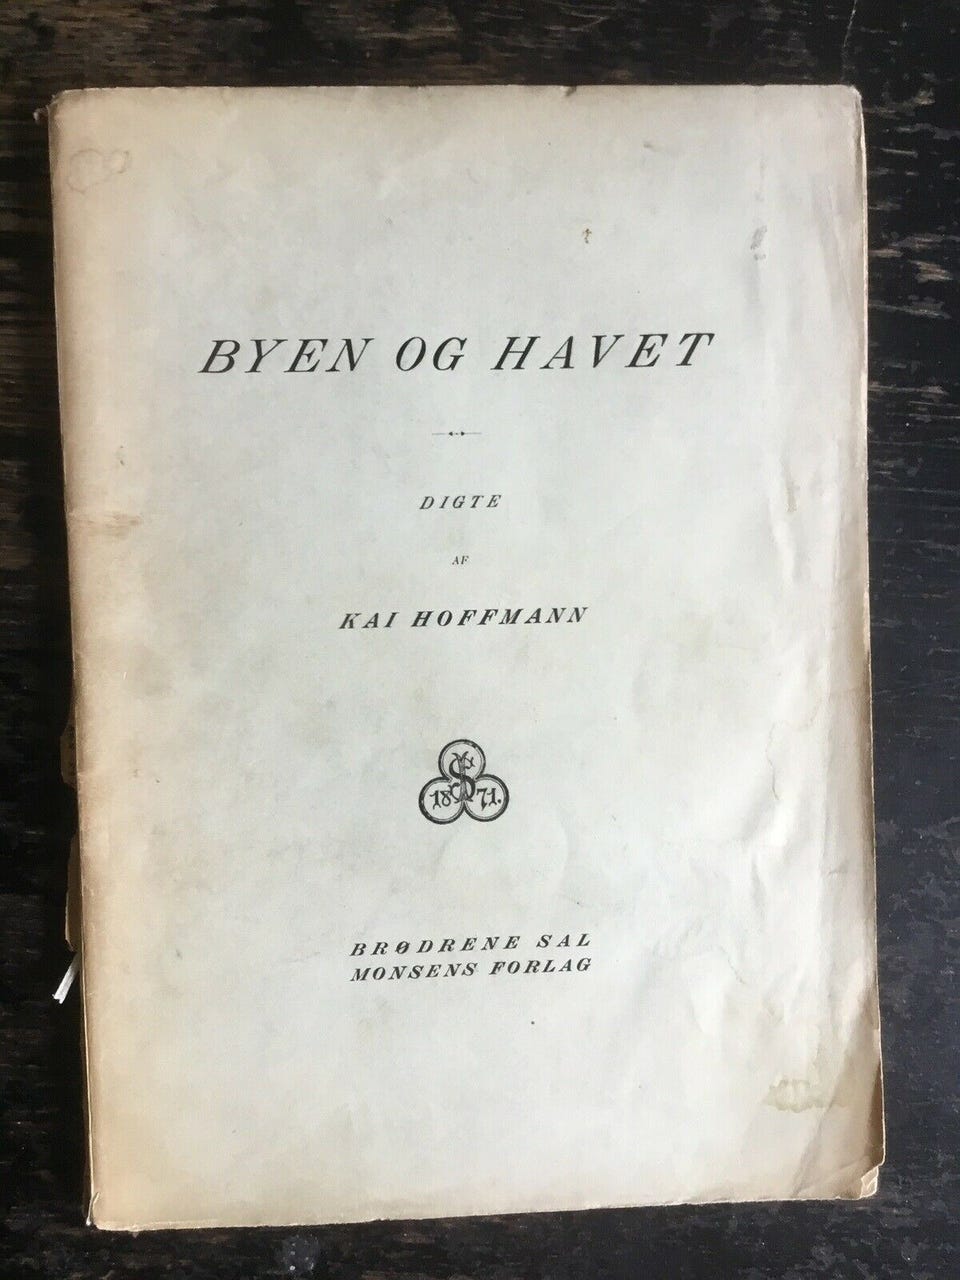 BYEN OG HAVET
DIGTE
AF
KAI HOFFMANN
18 S 71.
BRØDRENE SAL
MONSENS FORLAG